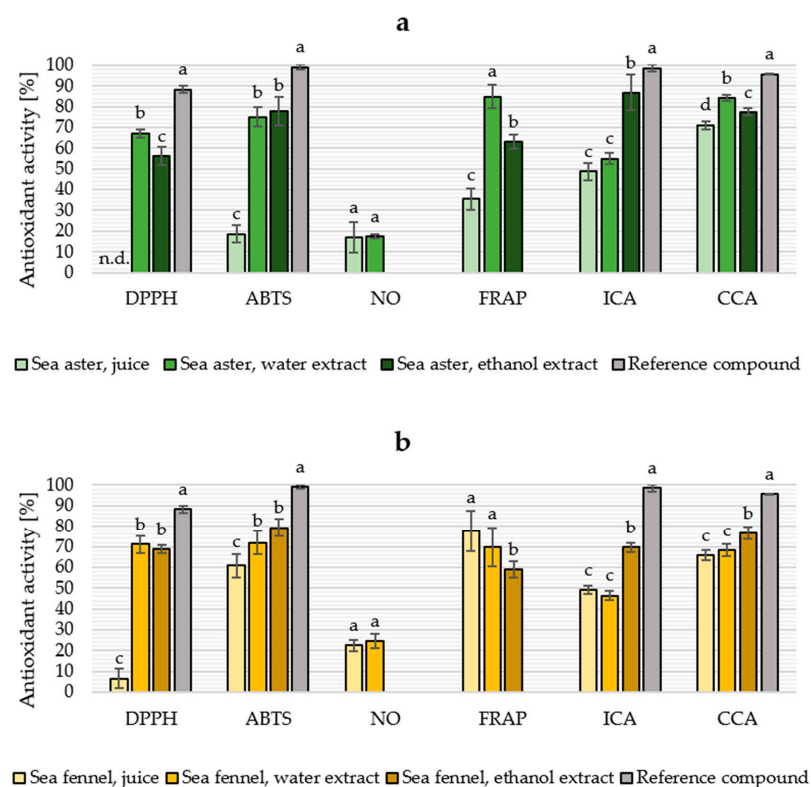 a
Antioxidant activity [%]
100
90
80
70
60
50
40
30
20
10
0
n.d.
b
c
a
c
b
b
a
a
a
c
a
b
c
c
b
a
d
b
c
a
DPPH ABTS NO FRAP ICA CCA
Sea aster, juice Sea aster, water extract Sea aster, ethanol extract Reference compound
b
Antioxidant activity [%]
100
90
80
70
60
50
40
30
20
10
0
c
b
b
a
c
b
b
a
a
a
a
a
b
c
c
b
a
c
c
b
a
DPPH ABTS NO FRAP ICA CCA
Sea fennel, juice Sea fennel, water extract Sea fennel, ethanol extract Reference compound